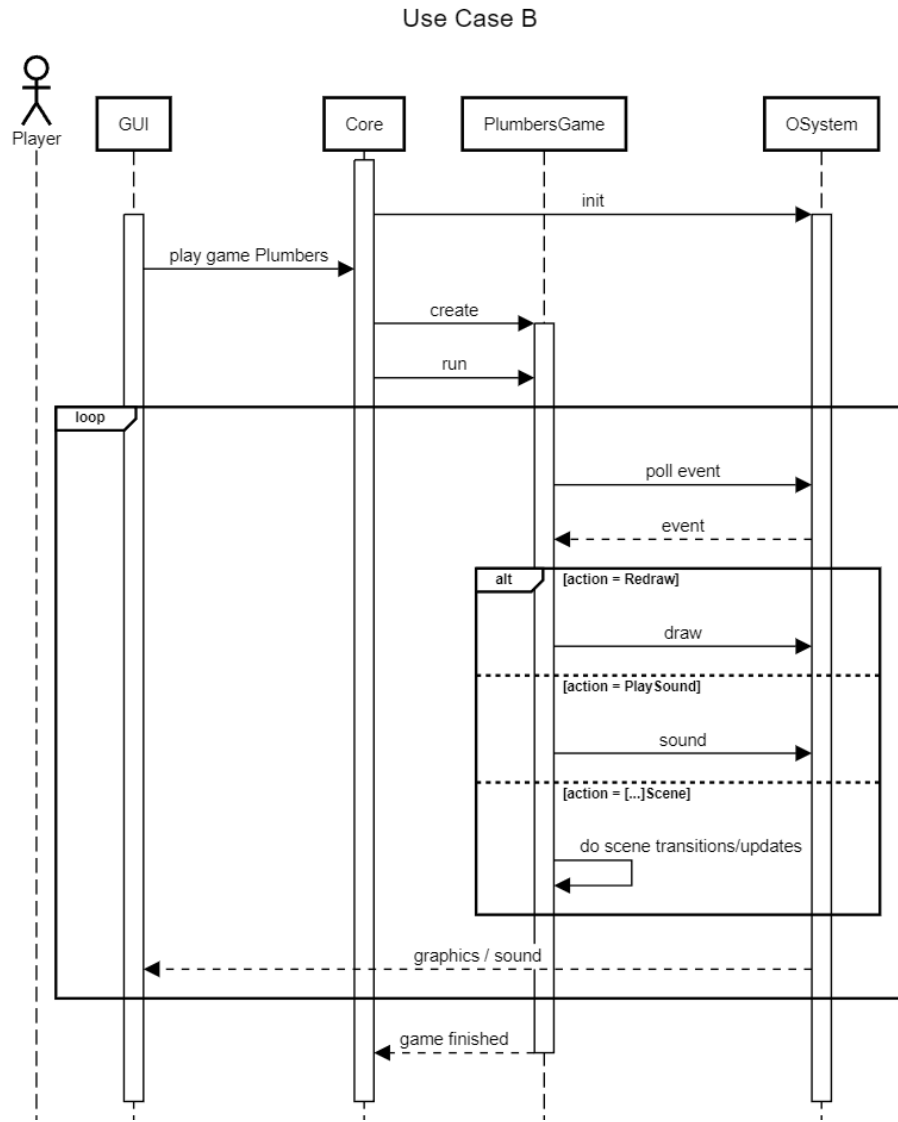 Use Case B
Player
GUI
Core
PlumbersGame
OSystem
init
play game Plumbers
create
run
loop
poll event
event
alt
[action = Redraw]
draw
[action = PlaySound]
sound
[action = [...]Scene]
do scene transitions/updates
graphics / sound
game finished